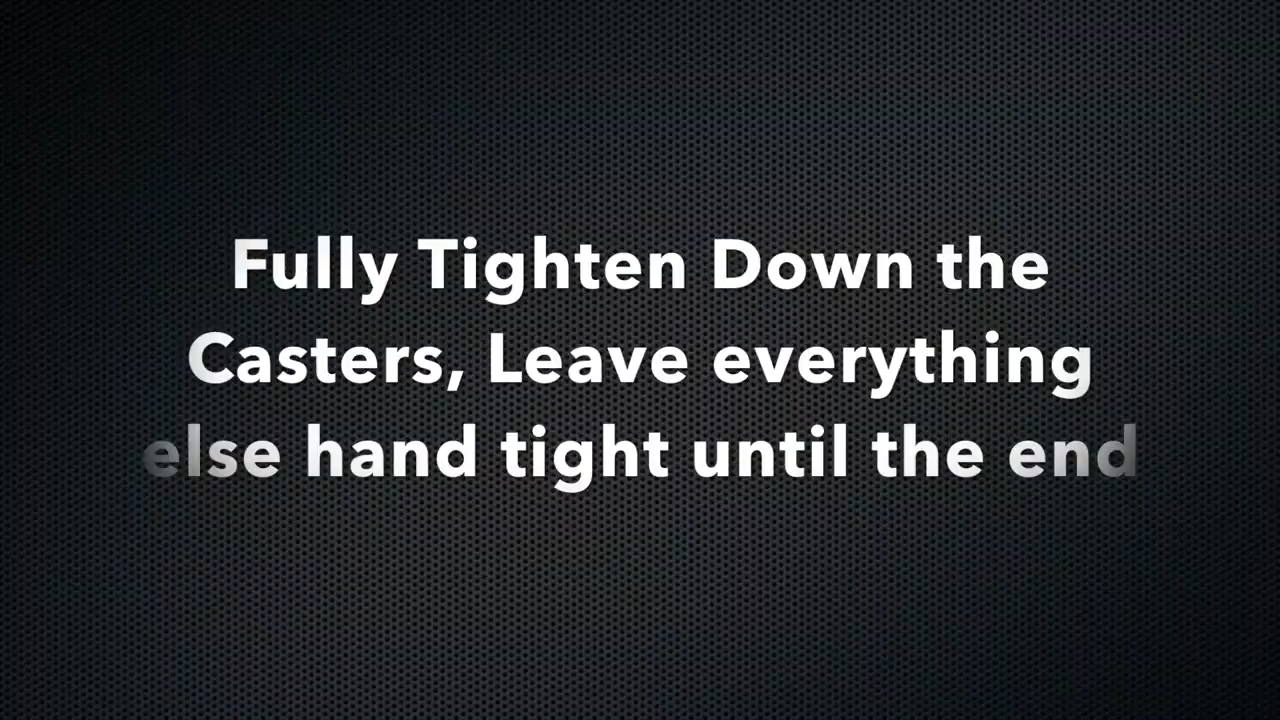 Fully Tighten Down the
Casters, Leave everything
else hand tight until the end